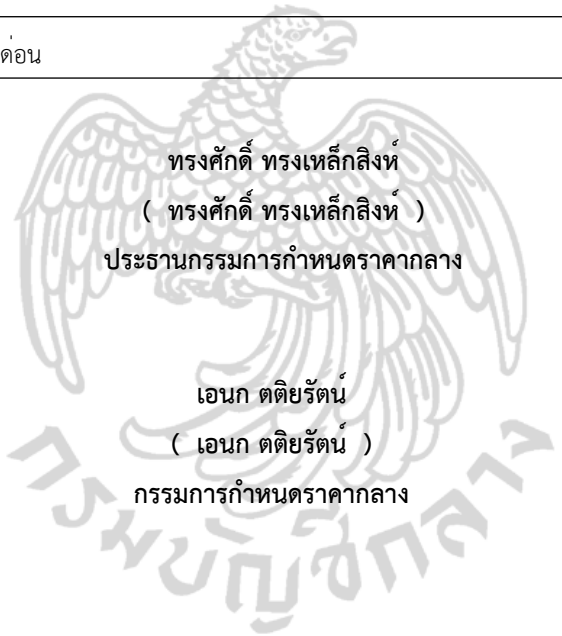 ด่อน
ทรงศักดิ์ ทรงเหล็กสิงห์
( ทรงศักดิ์ ทรงเหล็กสิงห์ )
ประธานกรรมการกำหนดราคากลาง
เอนก ตติยรัตน์
( เอนก ตติยรัตน์ )
กรรมการกำหนดราคากลาง
กรมบัญชีกลาง